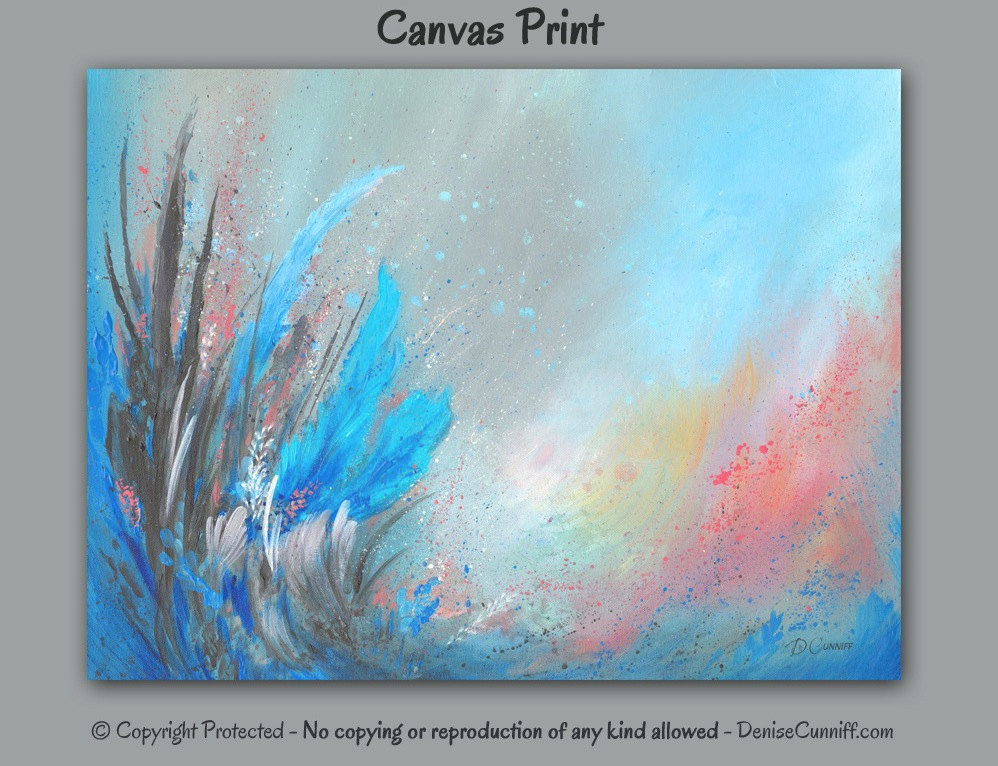 Canvas Print
D CUNNIFF
© Copyright Protected - No copying or reproduction of any kind allowed - DeniseCunniff.com